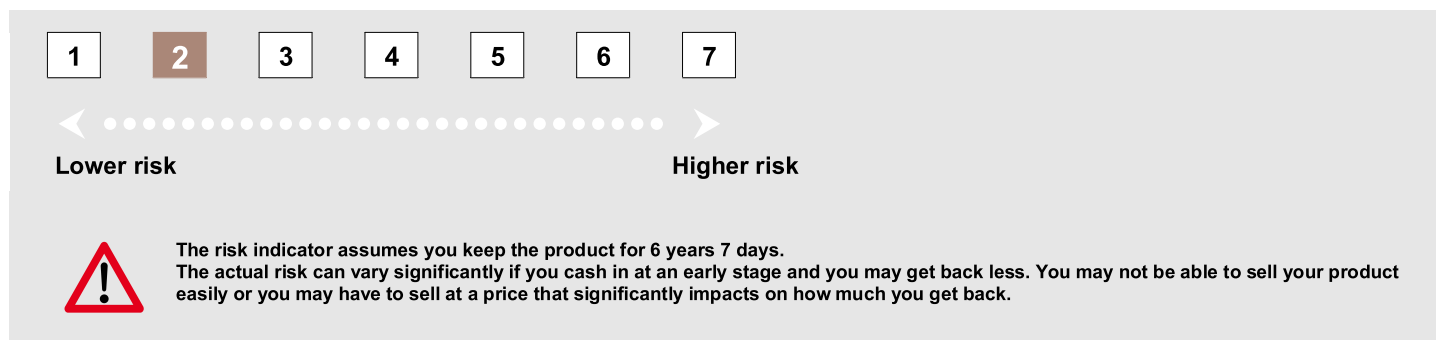 1 2 3 4 5 6 7
Lower risk Higher risk
The risk indicator assumes you keep the product for 6 years 7 days.
The actual risk can vary significantly if you cash in at an early stage and you may get back less. You may not be able to sell your product
easily or you may have to sell at a price that significantly impacts on how much you get back.